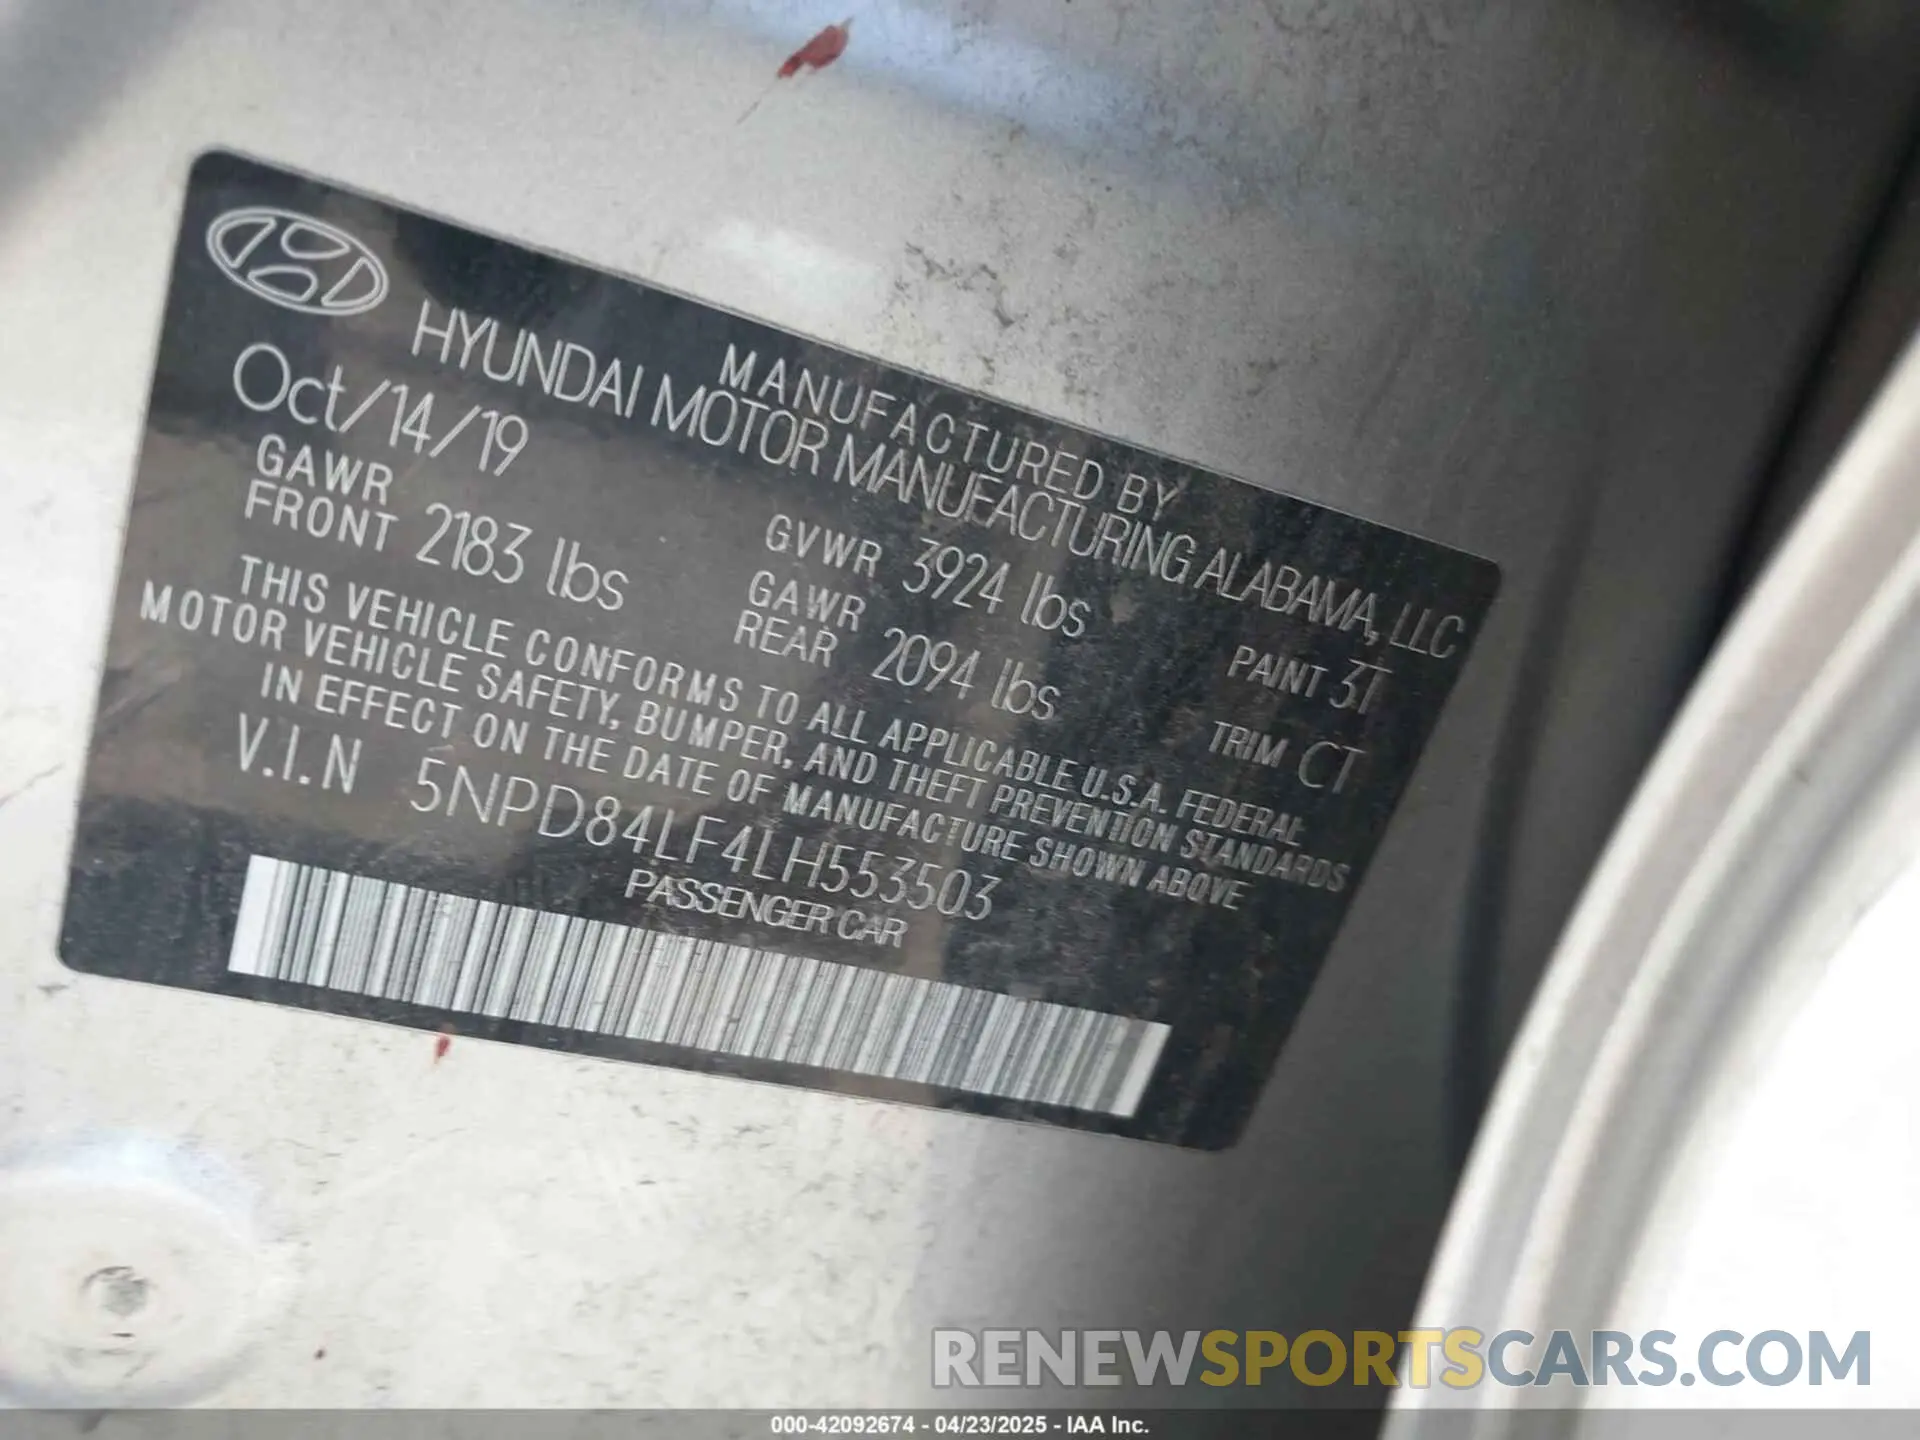 MANUFACTURED BY
HYUNDAI MOTOR MANUFACTURING ALABAMA, LLC
Oct/14/19
GVWR 3924 lbs
PAINT 3T
GAWR
FRONT 2183 lbs
GAWR
REAR 2094 lbs
TRIM CT
THIS VEHICLE CONFORMS TO ALL APPLICABLE U.S.A. FEDERAL
MOTOR VEHICLE SAFETY, BUMPER, AND THEFT PREVENTION STANDARDS
IN EFFECT ON THE DATE OF MANUFACTURE SHOWN ABOVE
V.I.N 5NPD84LF4LH553503
PASSENGER CAR
RENEWSPORTSCARS.COM
000-42092674 - 04/23/2025 - IAA Inc.